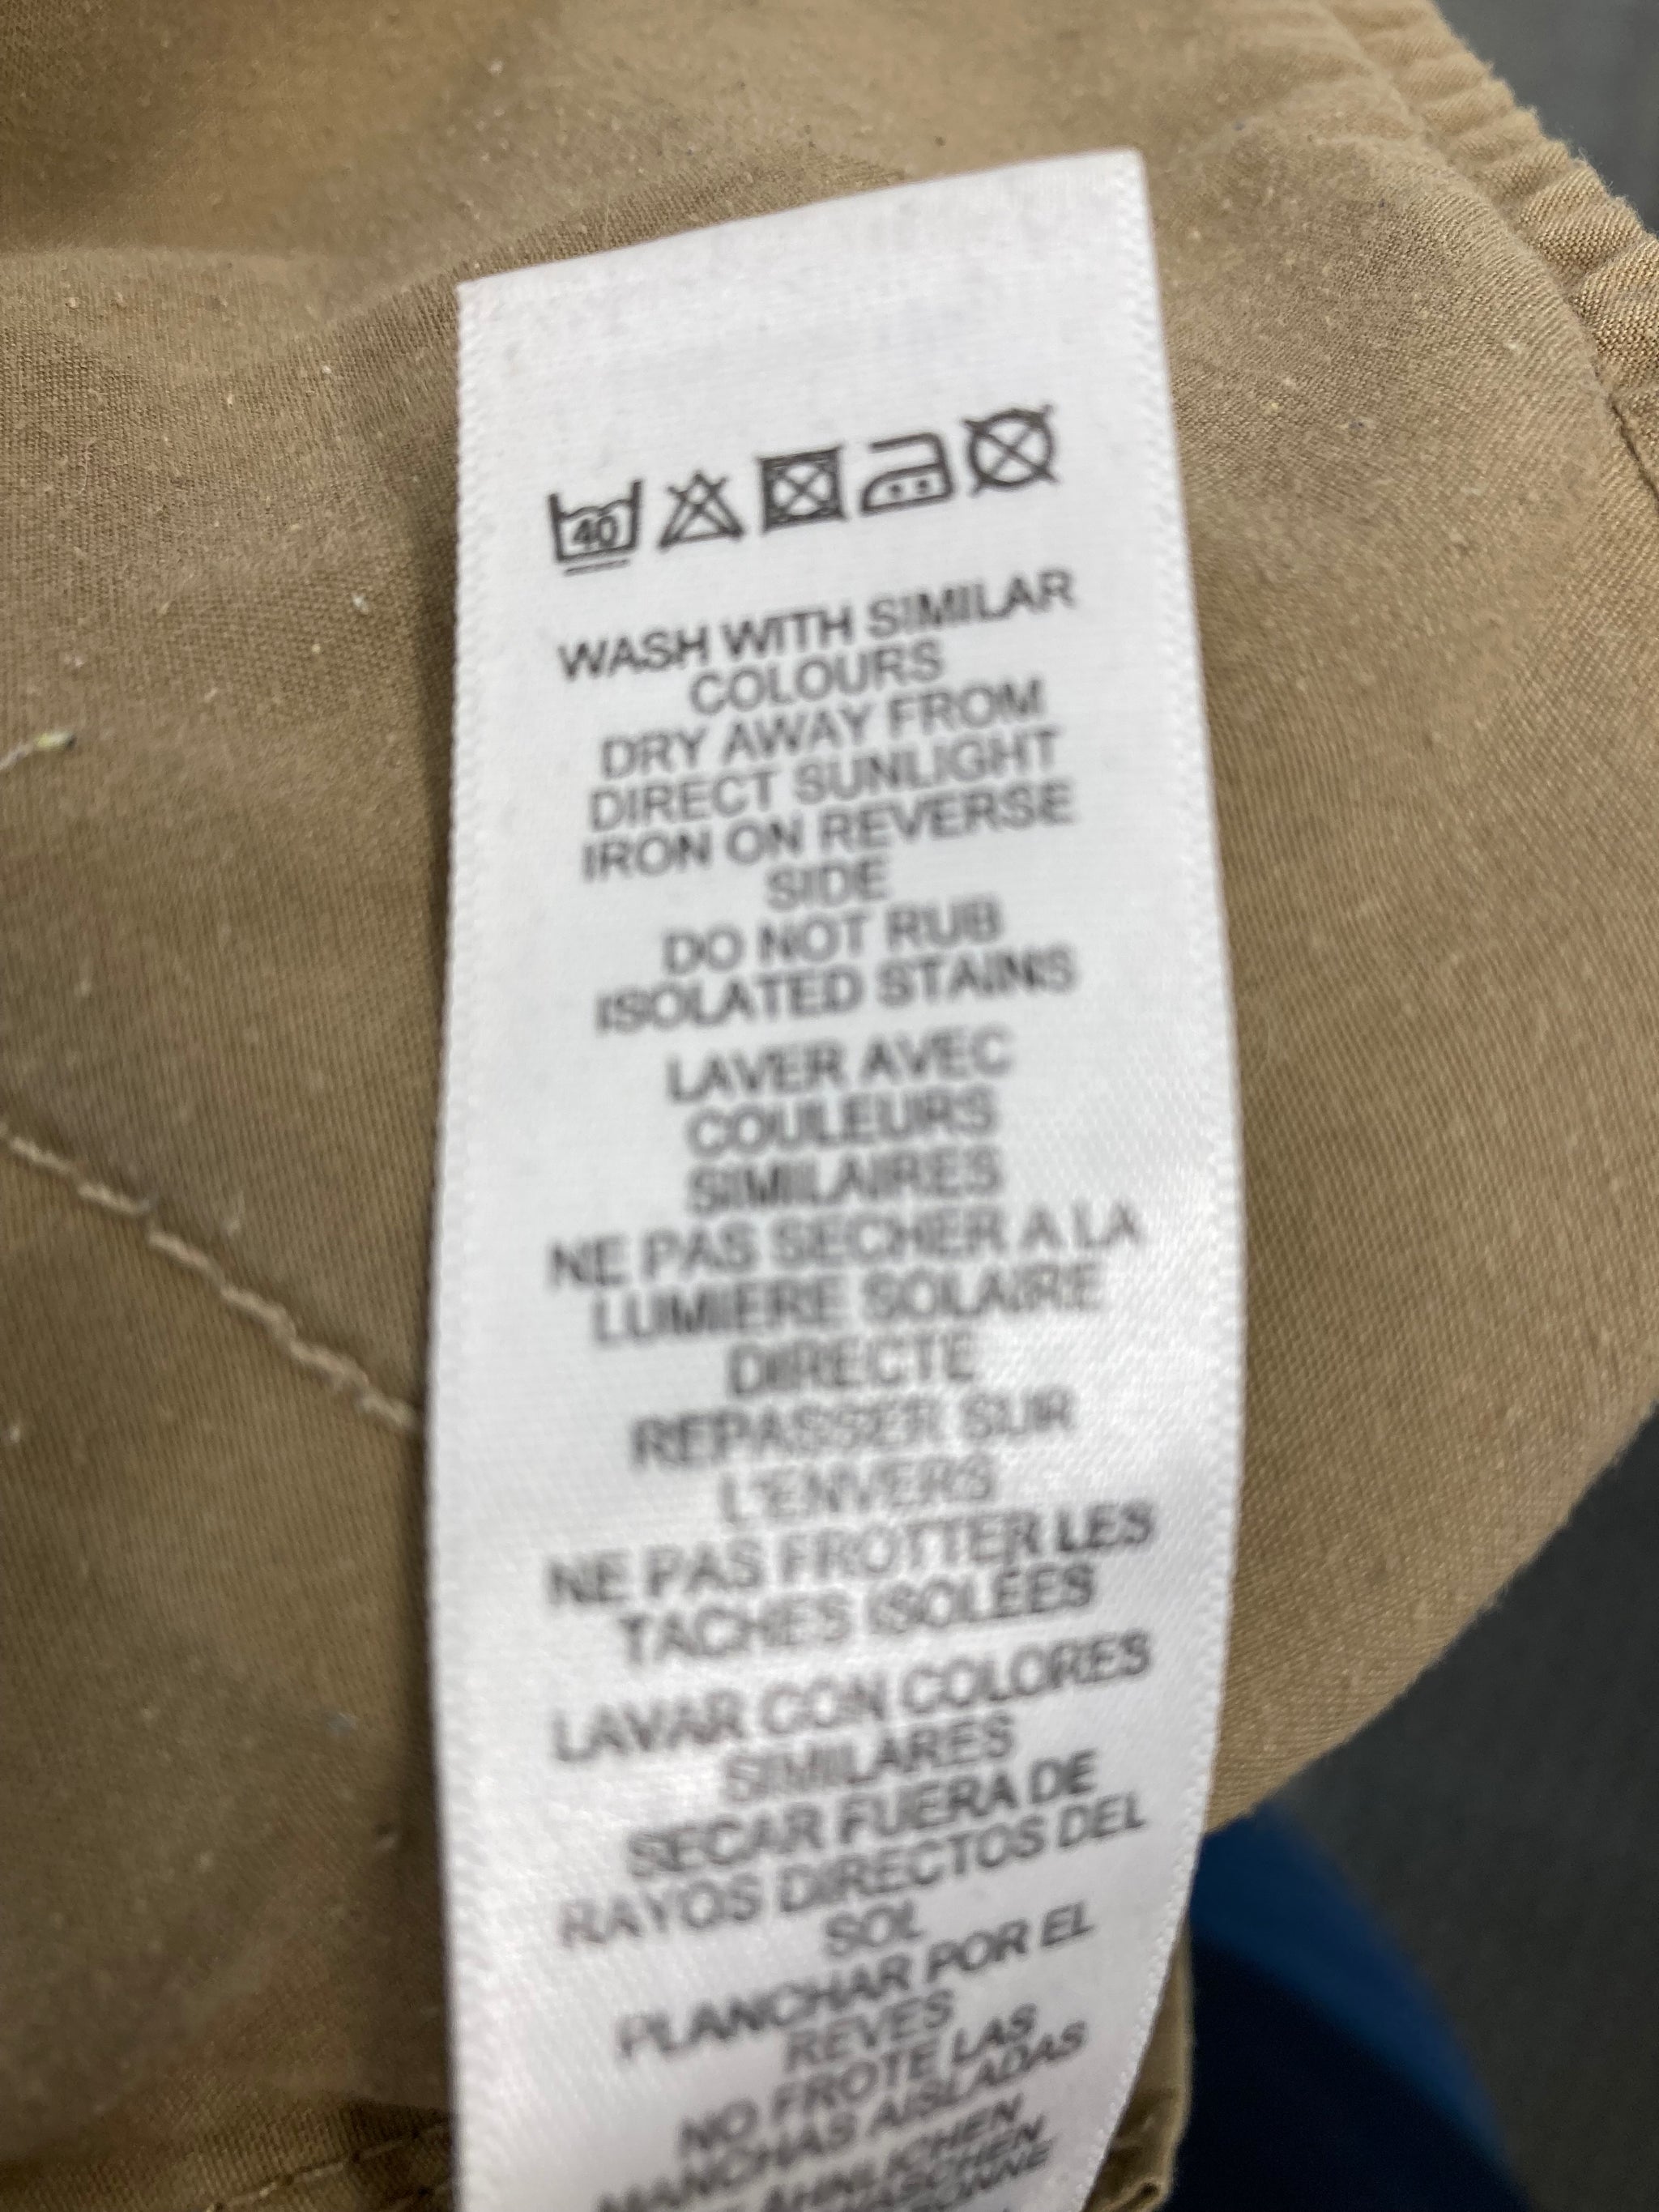 40
WASH WITH SIMILAR
COLOURS
DRY AWAY FROM
DIRECT SUNLIGHT
IRON ON REVERSE
SIDE
DO NOT RUB
ISOLATED STAINS
LAVER AVEC
COULEURS
SIMILAIRES
NE PAS SECHER A LA
LUMIERE SOLAIRE
DIRECTE
REPASSER SUR
L'ENVERS
NE PAS FROTTER LES
TACHES ISOLÉES
LAVAR CON COLORES
SIMILARES
SECAR FUERA DE
RAYOS DIRECTOS DEL
SOL
PLANCHAR POR EL
REVES
NO FROTE LAS
MANCHAS AISLADAS
ÄHNLICHEN